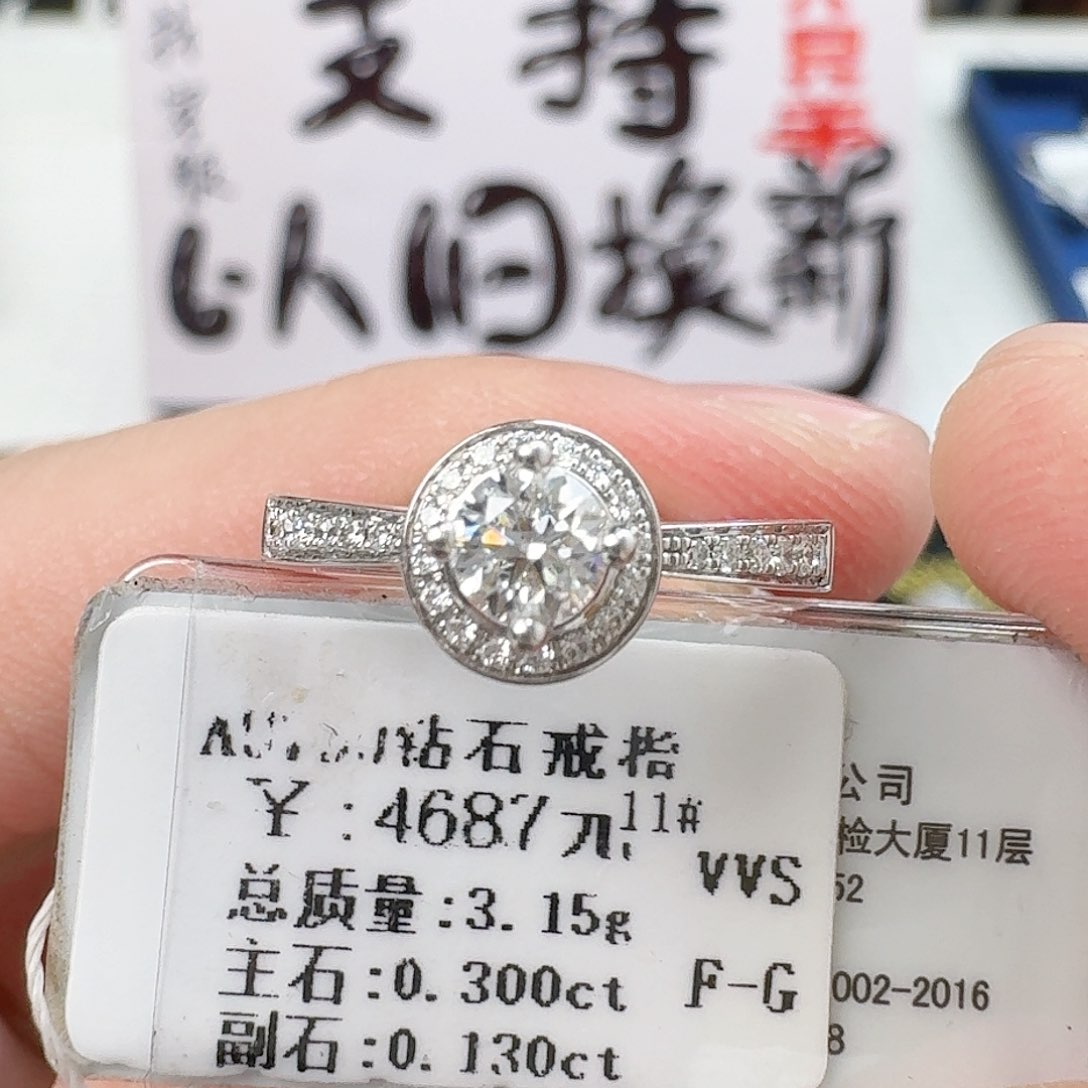 支持
以旧换新
钻石戒指
¥:4687元 11#
VVS
总质量:3.15g
主石:0.300ct F-G
副石:0.130ct
公司
检大厦11层
52
002-2016
8